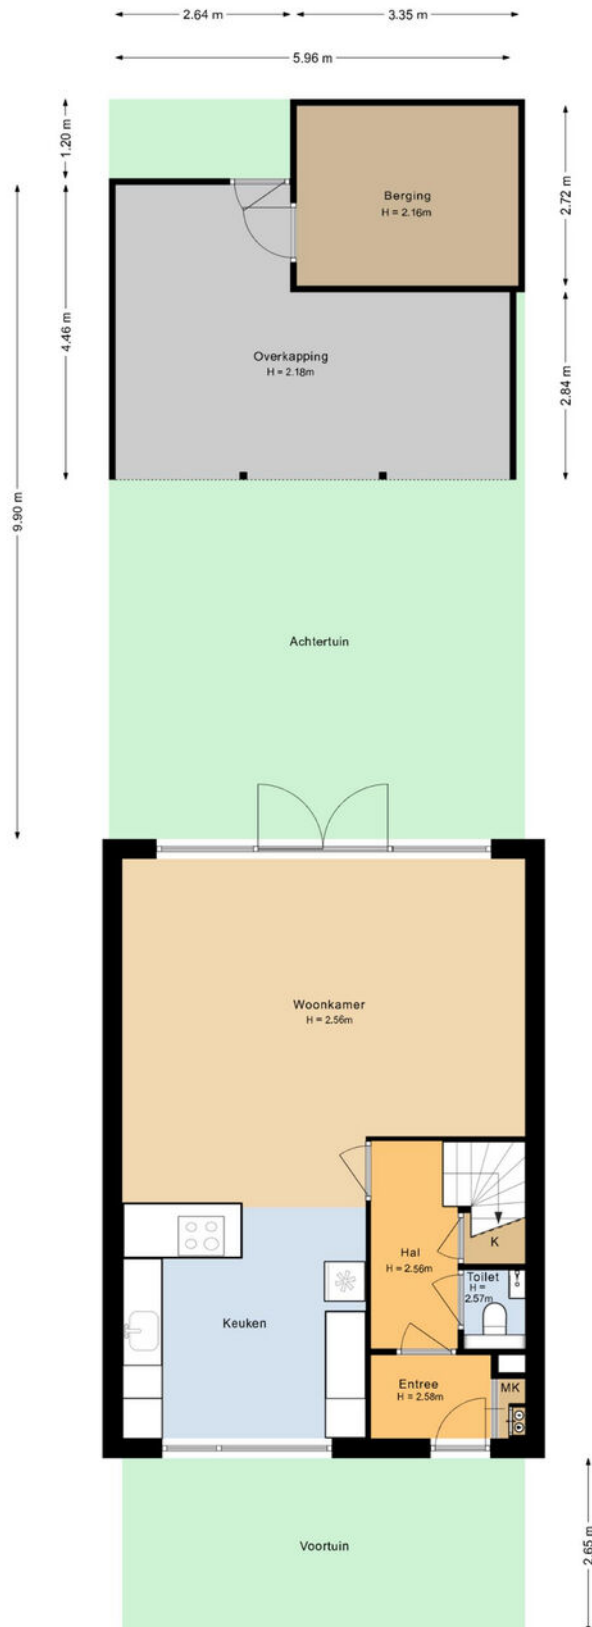 2.64 m
3.35 m
5.96 m
1.20 m
Berging
H = 2.16m
2.72 m
4.46 m
Overkapping
H = 2.18m
2.84 m
9.90 m
Achtertuin
Woonkamer
H = 2.56m
K
Hal
H = 2.56m
Toilet
H =
2.57m
Keuken
Entree
H = 2.58m
MK
Voortuin
2.65 m